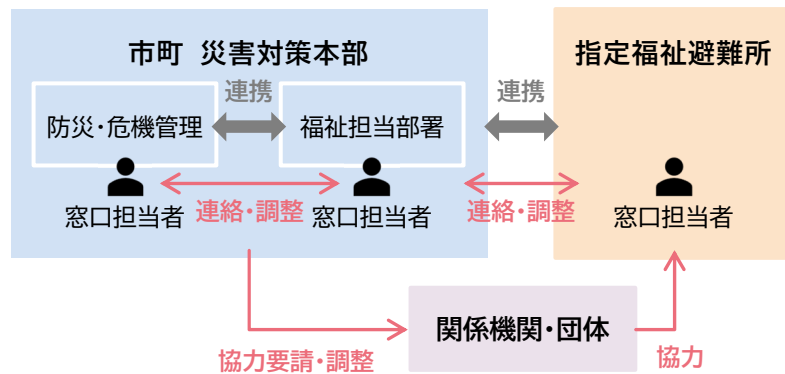 市町 災害対策本部
指定福祉避難所
連携
連携
防災・危機管理
福祉担当部署
窓口担当者
連絡・調整
窓口担当者
連絡・調整
窓口担当者
関係機関・団体
協力要請・調整
協力